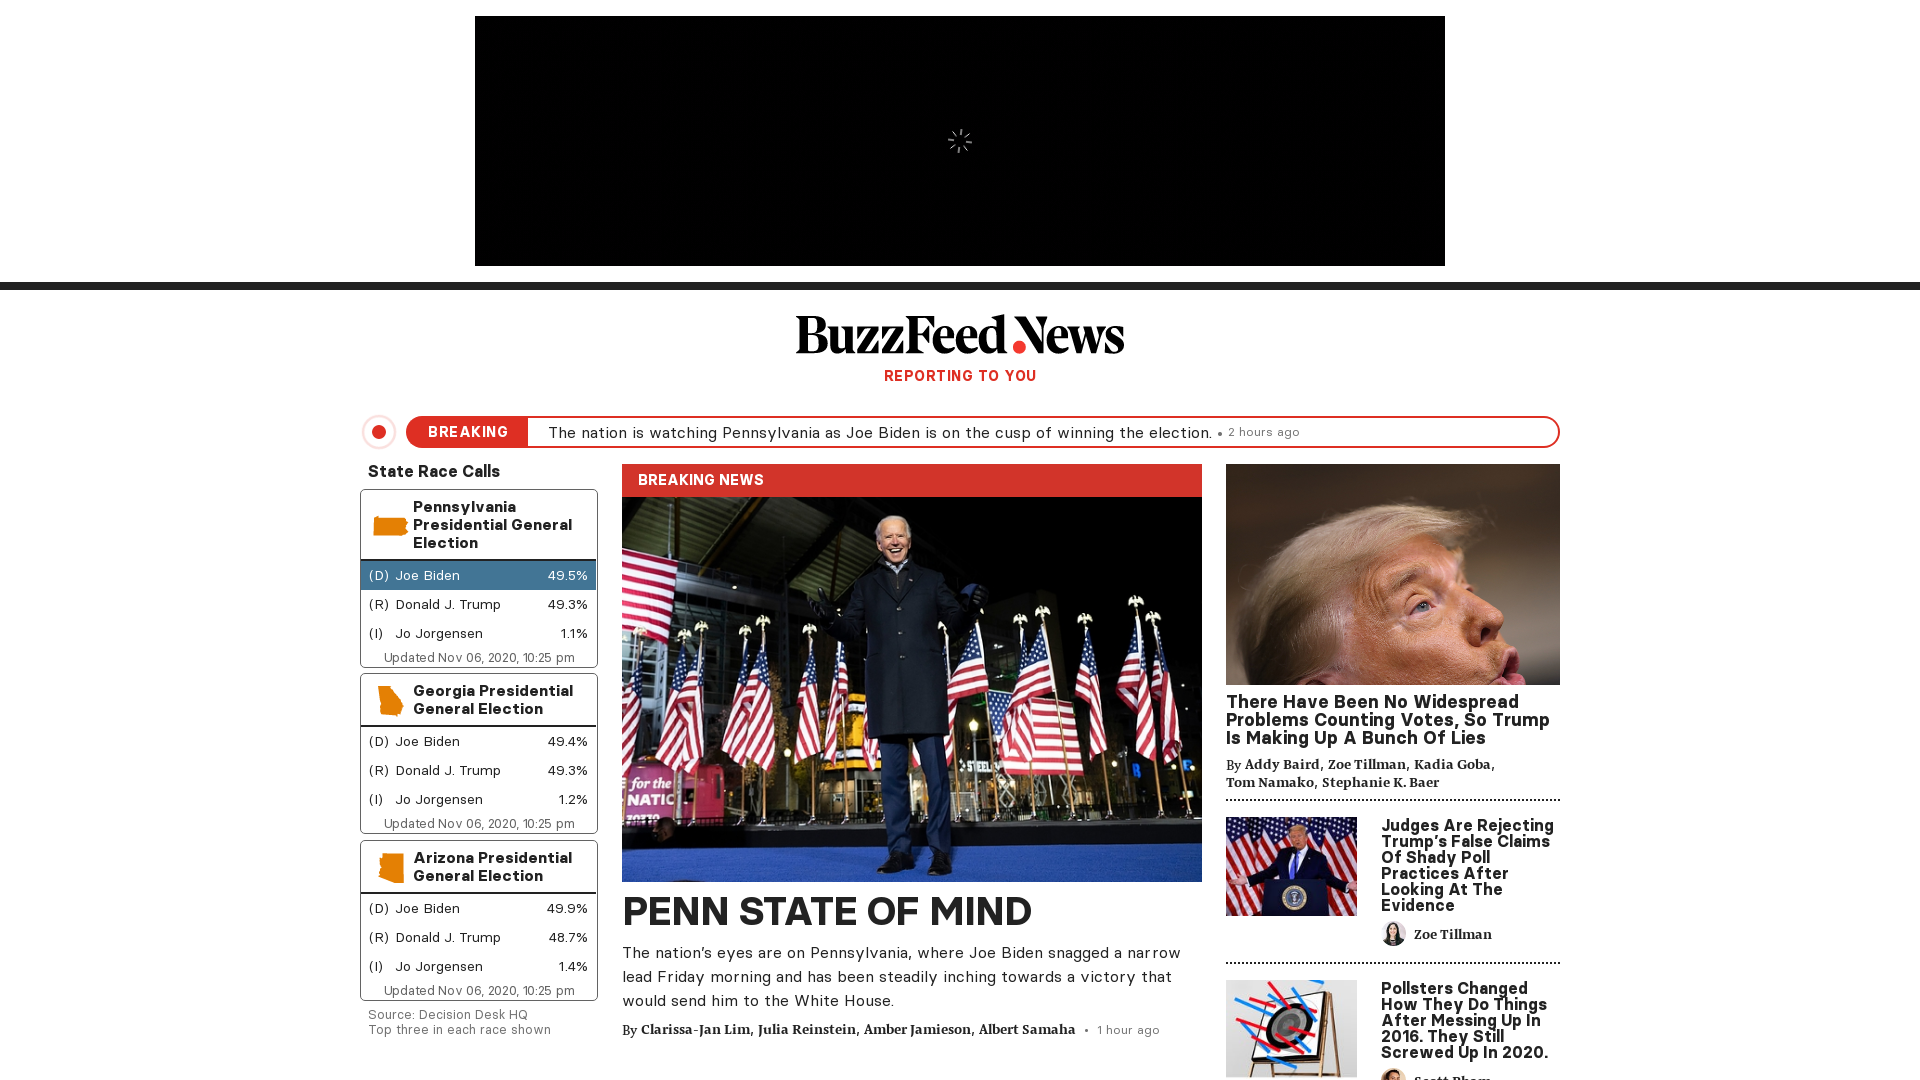 BuzzFeed News
REPORTING TO YOU
BREAKING
The nation is watching Pennsylvania as Joe Biden is on the cusp of winning the election. • 2 hours ago
State Race Calls
Pennsylvania
Presidential General
Election
(D) Joe Biden 49.5%
(R) Donald J. Trump 49.3%
(I) Jo Jorgensen 1.1%
Updated Nov 06, 2020, 10:25 pm
Georgia Presidential
General Election
(D) Joe Biden 49.4%
(R) Donald J. Trump 49.3%
(I) Jo Jorgensen 1.2%
Updated Nov 06, 2020, 10:25 pm
Arizona Presidential
General Election
(D) Joe Biden 49.9%
(R) Donald J. Trump 48.7%
(I) Jo Jorgensen 1.4%
Updated Nov 06, 2020, 10:25 pm
Source: Decision Desk HQ
Top three in each race shown
BREAKING NEWS
for the
PENN STATE OF MIND
The nation’s eyes are on Pennsylvania, where Joe Biden snagged a narrow
lead Friday morning and has been steadily inching towards a victory that
would send him to the White House.
By Clarissa-Jan Lim, Julia Reinstein, Amber Jamieson, Albert Samaha • 1 hour ago
There Have Been No Widespread
Problems Counting Votes, So Trump
Is Making Up A Bunch Of Lies
By Addy Baird, Zoe Tillman, Kadia Goba,
Tom Namako, Stephanie K. Baer
Judges Are Rejecting
Trump’s False Claims
Of Shady Poll
Practices After
Looking At The
Evidence
Zoe Tillman
Pollsters Changed
How They Do Things
After Messing Up In
2016. They Still
Screwed Up In 2020.